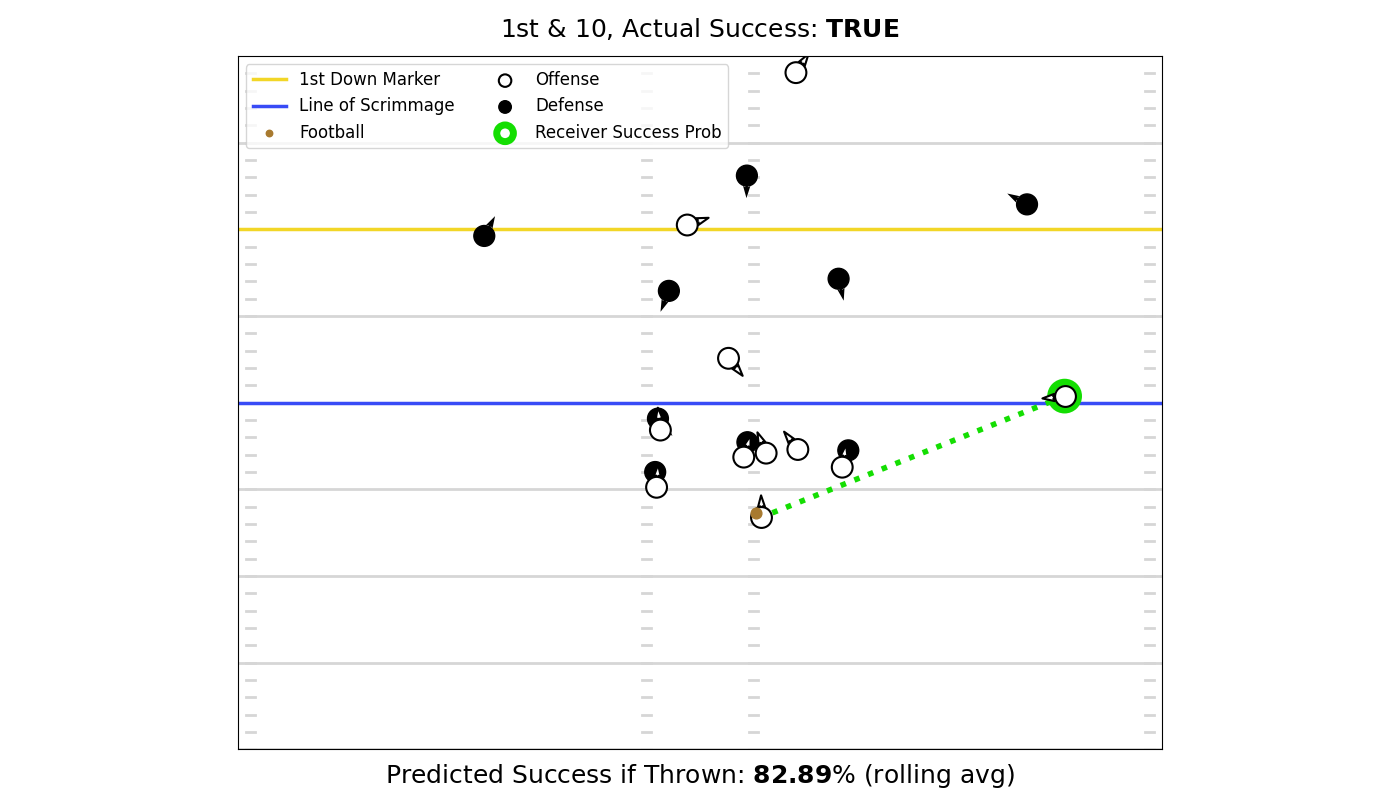 1st & 10, Actual Success: TRUE
1st Down Marker
Line of Scrimmage
Football
Offense
Defense
Receiver Success Prob
Predicted Success if Thrown: 82.89% (rolling avg)